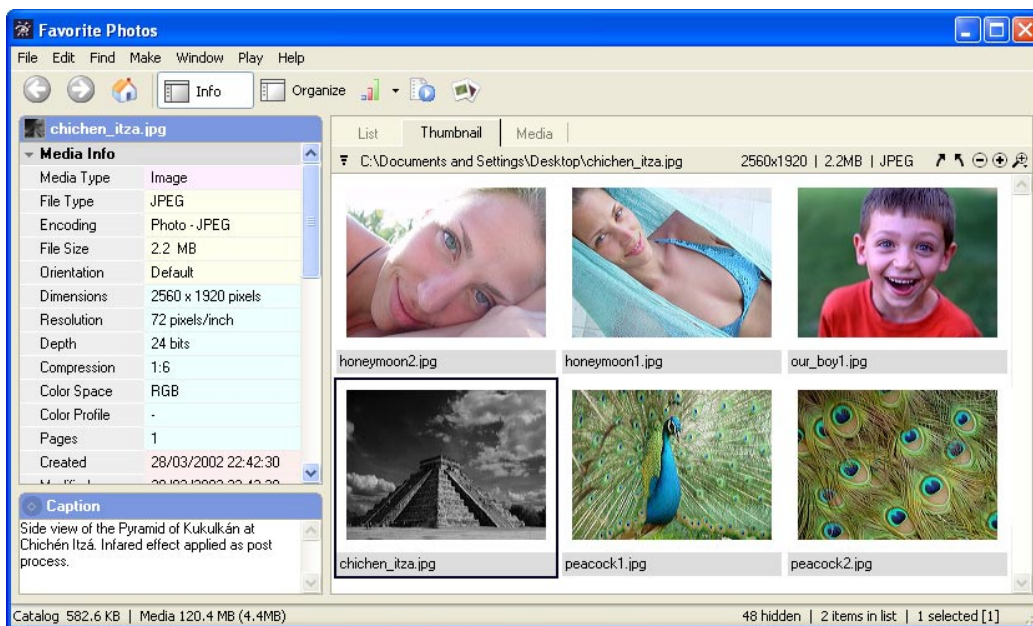 Favorite Photos
File Edit Find Make Window Play Help
Info Organize
chichen_itza.jpg
Media Info
Media Type Image
File Type JPEG
Encoding Photo - JPEG
File Size 2.2 MB
Orientation Default
Dimensions 2560 x 1920 pixels
Resolution 72 pixels/inch
Depth 24 bits
Compression 1:6
Color Space RGB
Color Profile -
Pages 1
Created 28/03/2002 22:42:30
Caption
Side view of the Pyramid of Kukulkán at
Chichén Itzá. Infared effect applied as post
process.
List Thumbnail Media
C:\Documents and Settings\Desktop\chichen_itza.jpg 2560x1920 | 2.2MB | JPEG
honeymoon2.jpg honeymoon1.jpg our_boy1.jpg
chichen_itza.jpg peacock1.jpg peacock2.jpg
Catalog 582.6 KB | Media 120.4 MB (4.4MB) 48 hidden | 2 items in list | 1 selected [1]